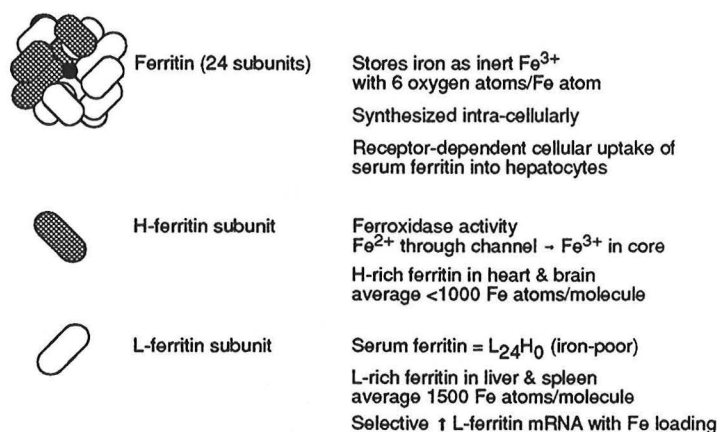 Ferritin (24 subunits)
Stores iron as inert Fe3+
with 6 oxygen atoms/Fe atom
Synthesized intra-cellularly
Receptor-dependent cellular uptake of
serum ferritin into hepatocytes
H-ferritin subunit
Ferroxidase activity
Fe2+ through channel → Fe3+ in core
H-rich ferritin in heart & brain
average <1000 Fe atoms/molecule
L-ferritin subunit
Serum ferritin = L24H0 (iron-poor)
L-rich ferritin in liver & spleen
average 1500 Fe atoms/molecule
Selective ↑ L-ferritin mRNA with Fe loading